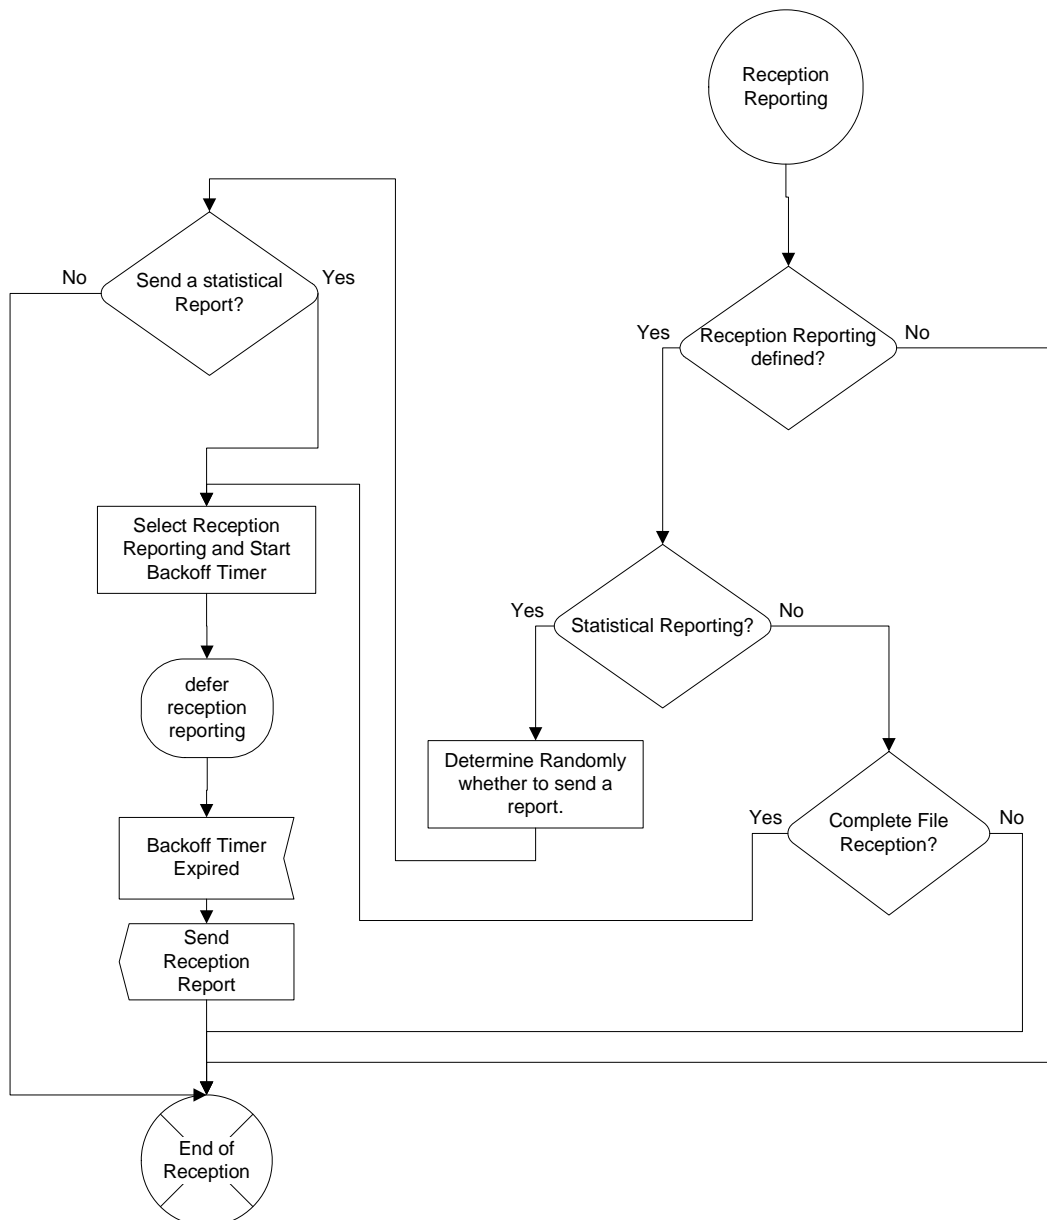 Reception
Reporting
No
Send a statistical
Report?
Yes
Yes
Reception Reporting
defined?
No
Select Reception
Reporting and Start
Backoff Timer
Yes
Statistical Reporting?
No
defer
reception
reporting
Determine Randomly
whether to send a
report.
Yes
Complete File
Reception?
No
Backoff Timer
Expired
Send
Reception
Report
End of
Reception